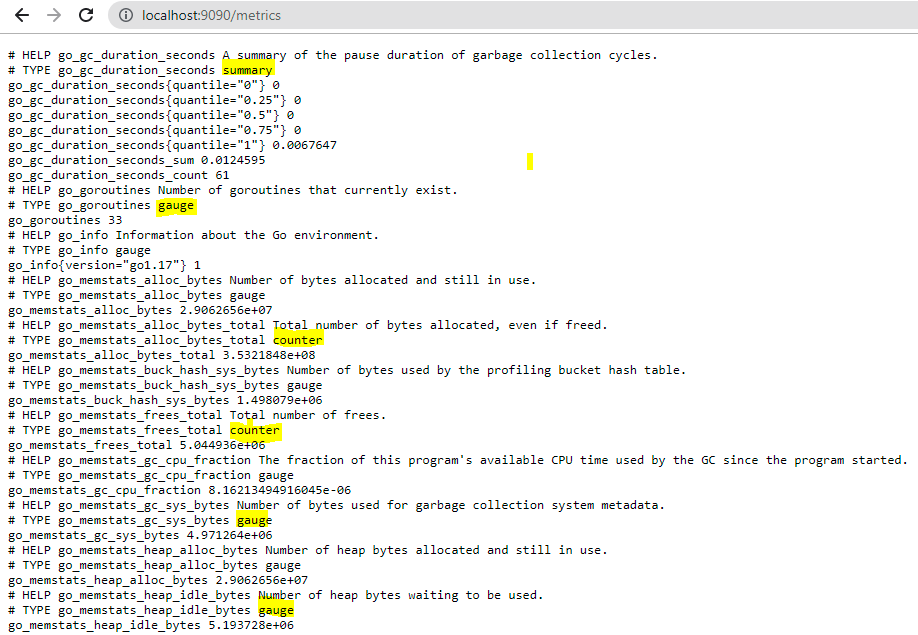 localhost:9090/metrics
# HELP go_gc_duration_seconds A summary of the pause duration of garbage collection cycles.
# TYPE go_gc_duration_seconds summary
go_gc_duration_seconds{quantile="0"} 0
go_gc_duration_seconds{quantile="0.25"} 0
go_gc_duration_seconds{quantile="0.5"} 0
go_gc_duration_seconds{quantile="0.75"} 0
go_gc_duration_seconds{quantile="1"} 0.0067647
go_gc_duration_seconds_sum 0.0124595
go_gc_duration_seconds_count 61
# HELP go_goroutines Number of goroutines that currently exist.
# TYPE go_goroutines gauge
go_goroutines 33
# HELP go_info Information about the Go environment.
# TYPE go_info gauge
go_info{version="go1.17"} 1
# HELP go_memstats_alloc_bytes Number of bytes allocated and still in use.
# TYPE go_memstats_alloc_bytes gauge
go_memstats_alloc_bytes 2.9062656e+07
# HELP go_memstats_alloc_bytes_total Total number of bytes allocated, even if freed.
# TYPE go_memstats_alloc_bytes_total counter
go_memstats_alloc_bytes_total 3.5321848e+08
# HELP go_memstats_buck_hash_sys_bytes Number of bytes used by the profiling bucket hash table.
# TYPE go_memstats_buck_hash_sys_bytes gauge
go_memstats_buck_hash_sys_bytes 1.498079e+06
# HELP go_memstats_frees_total Total number of frees.
# TYPE go_memstats_frees_total counter
go_memstats_frees_total 5.044936e+06
# HELP go_memstats_gc_cpu_fraction The fraction of this program's available CPU time used by the GC since the program started.
# TYPE go_memstats_gc_cpu_fraction gauge
go_memstats_gc_cpu_fraction 8.16213494916045e-06
# HELP go_memstats_gc_sys_bytes Number of bytes used for garbage collection system metadata.
# TYPE go_memstats_gc_sys_bytes gauge
go_memstats_gc_sys_bytes 4.971264e+06
# HELP go_memstats_heap_alloc_bytes Number of heap bytes allocated and still in use.
# TYPE go_memstats_heap_alloc_bytes gauge
go_memstats_heap_alloc_bytes 2.9062656e+07
# HELP go_memstats_heap_idle_bytes Number of heap bytes waiting to be used.
# TYPE go_memstats_heap_idle_bytes gauge
go_memstats_heap_idle_bytes 5.193728e+06